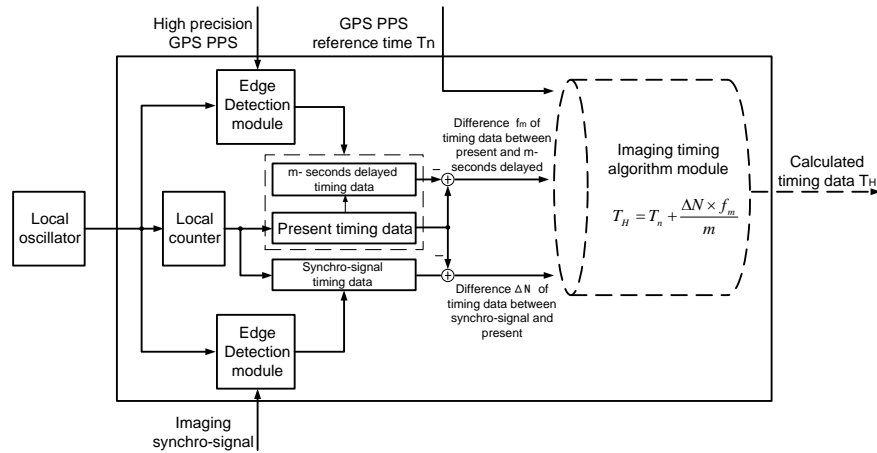 High precision
GPS PPS
GPS PPS
reference time Tn
Edge
Detection
module
Difference fm of
timing data between
present and m-
seconds delayed
Imaging timing
algorithm module
T_H = T_n + \frac{ΔN × f_m}{m}
Calculated
timing data TH
m- seconds delayed
timing data
−
Local
oscillator
Local
counter
Present timing data
−
Synchro-signal
timing data
Difference ΔN of
timing data between
synchro-signal and
present
Edge
Detection
module
Imaging
synchro-signal